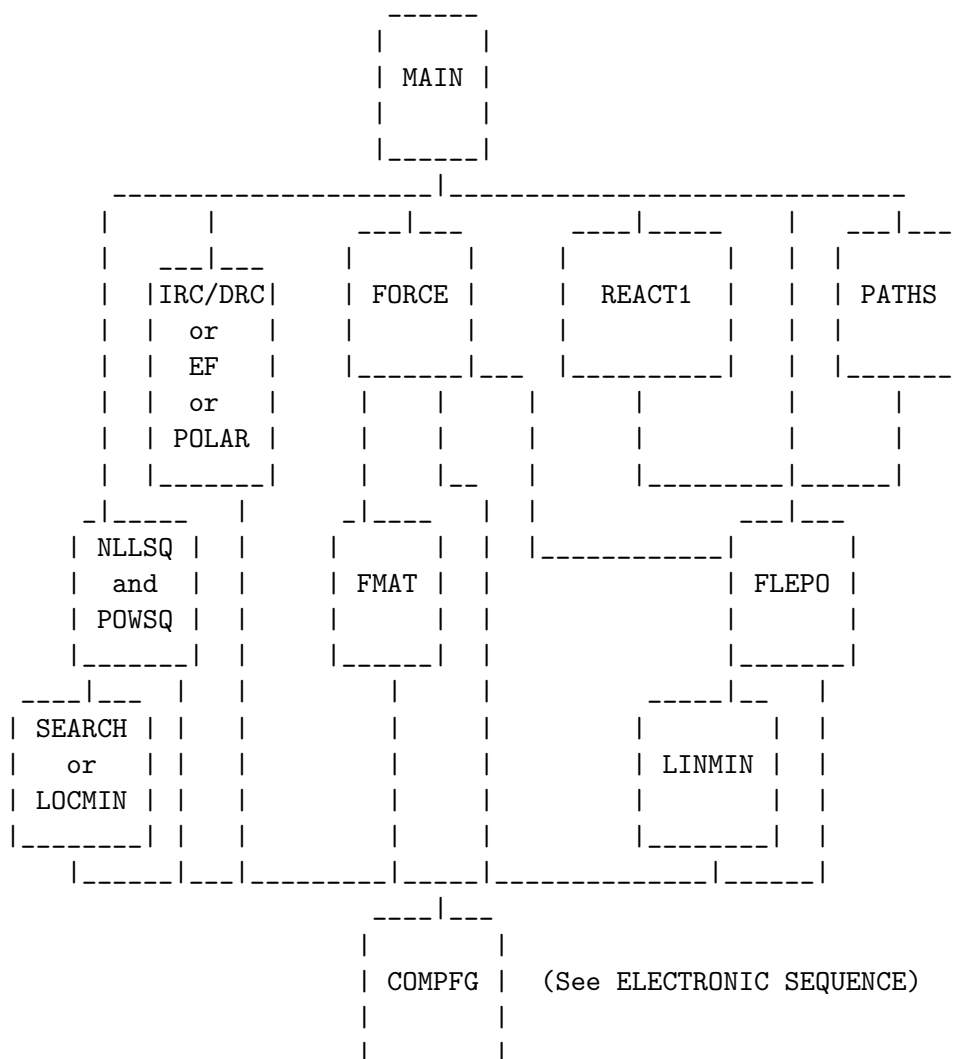 MAIN
IRC/DRC FORCE REACT1 PATHS
or
EF
or
POLAR
NLLSQ
and FMAT FLEPO
POWSQ
SEARCH
or LINMIN
LOCMIN
COMPFG (See ELECTRONIC SEQUENCE)